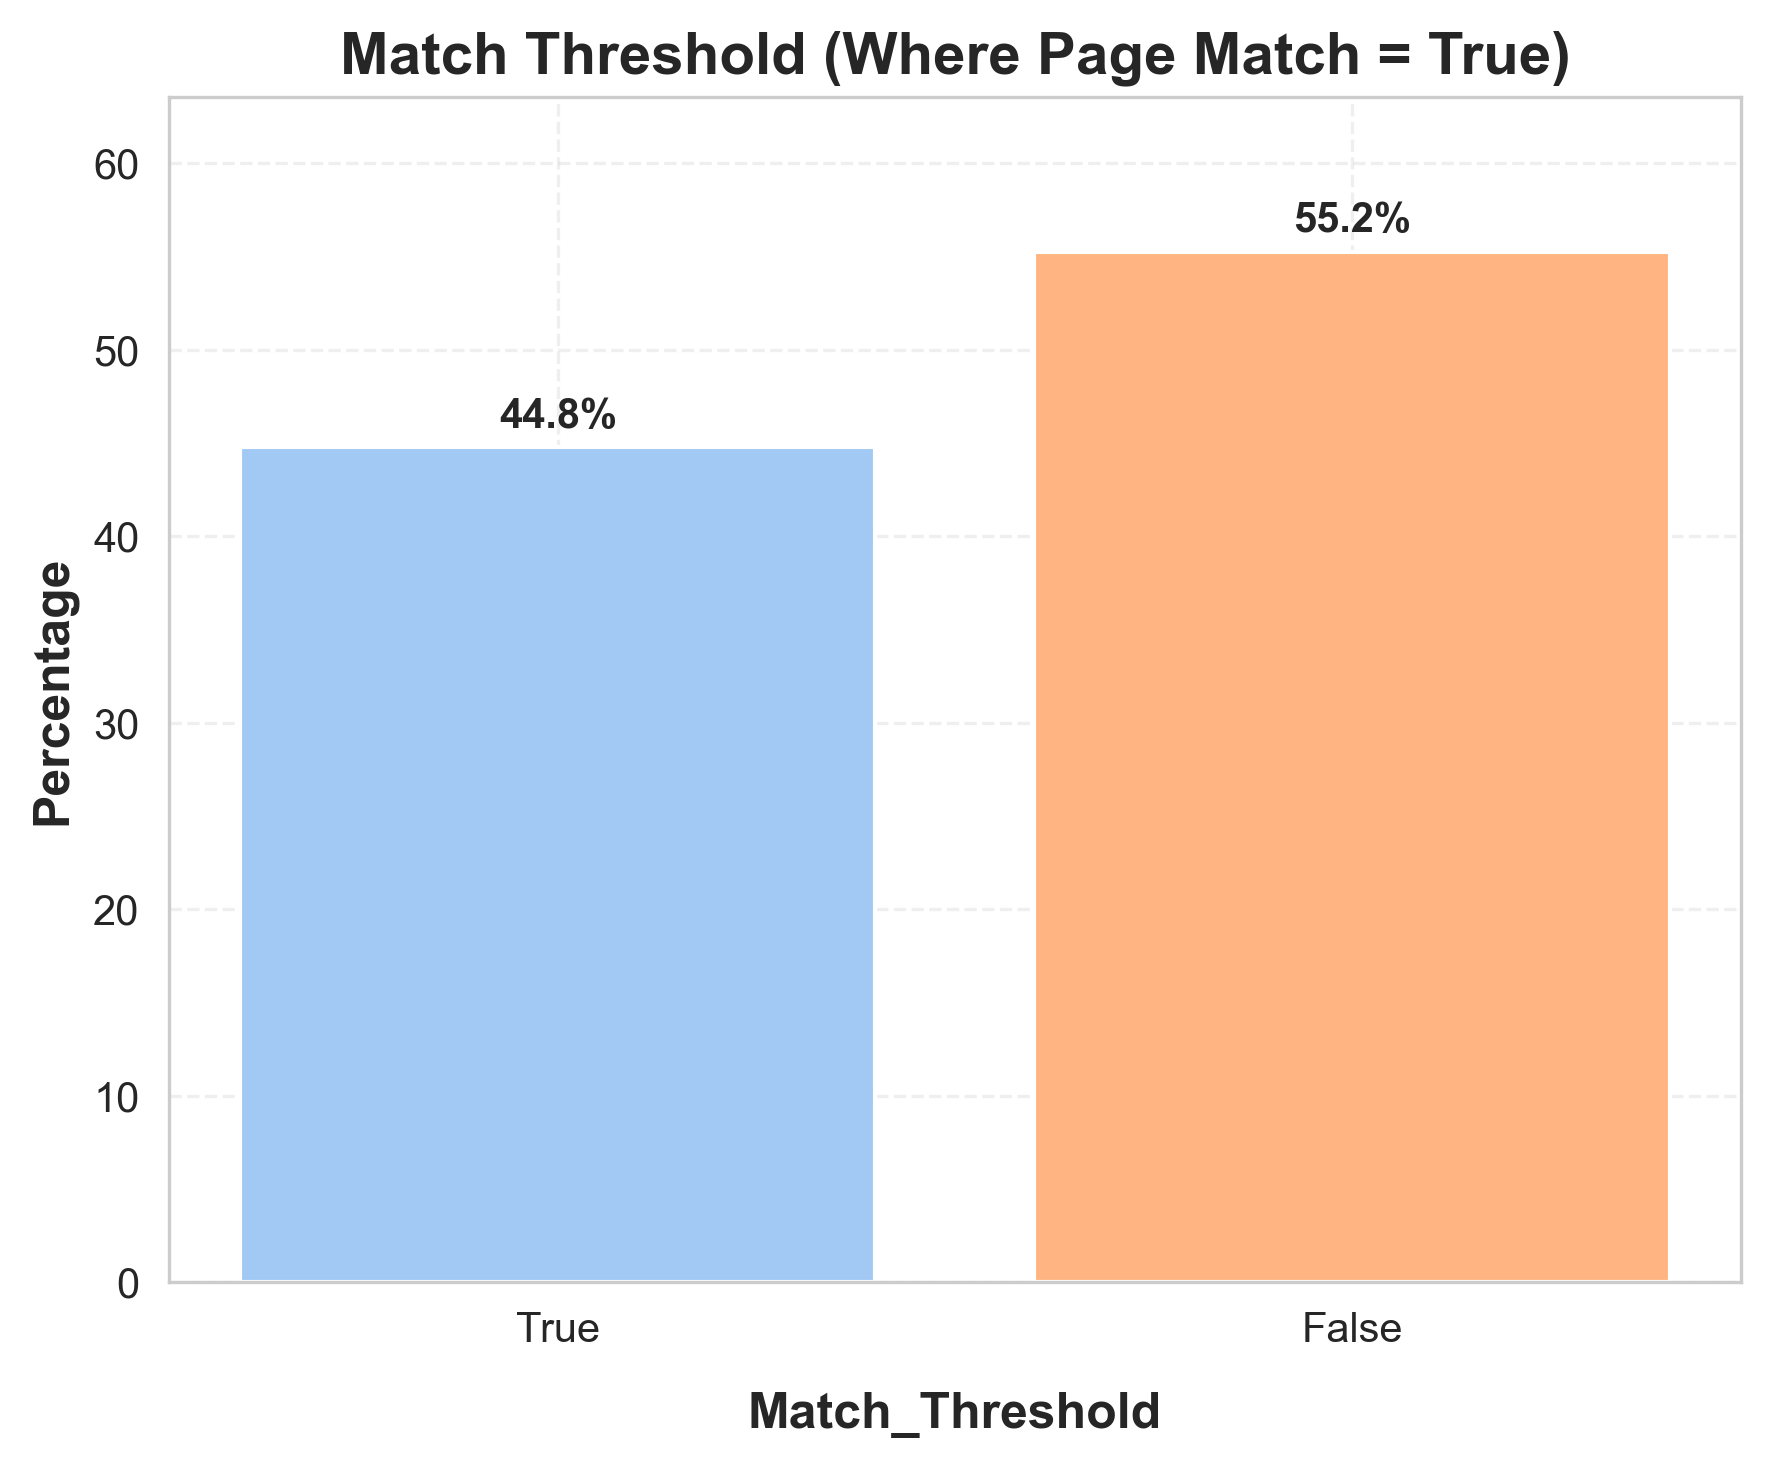 Match Threshold (Where Page Match = True)
60
50
40
30
20
10
0
Percentage
44.8%
55.2%
True
False
Match_Threshold